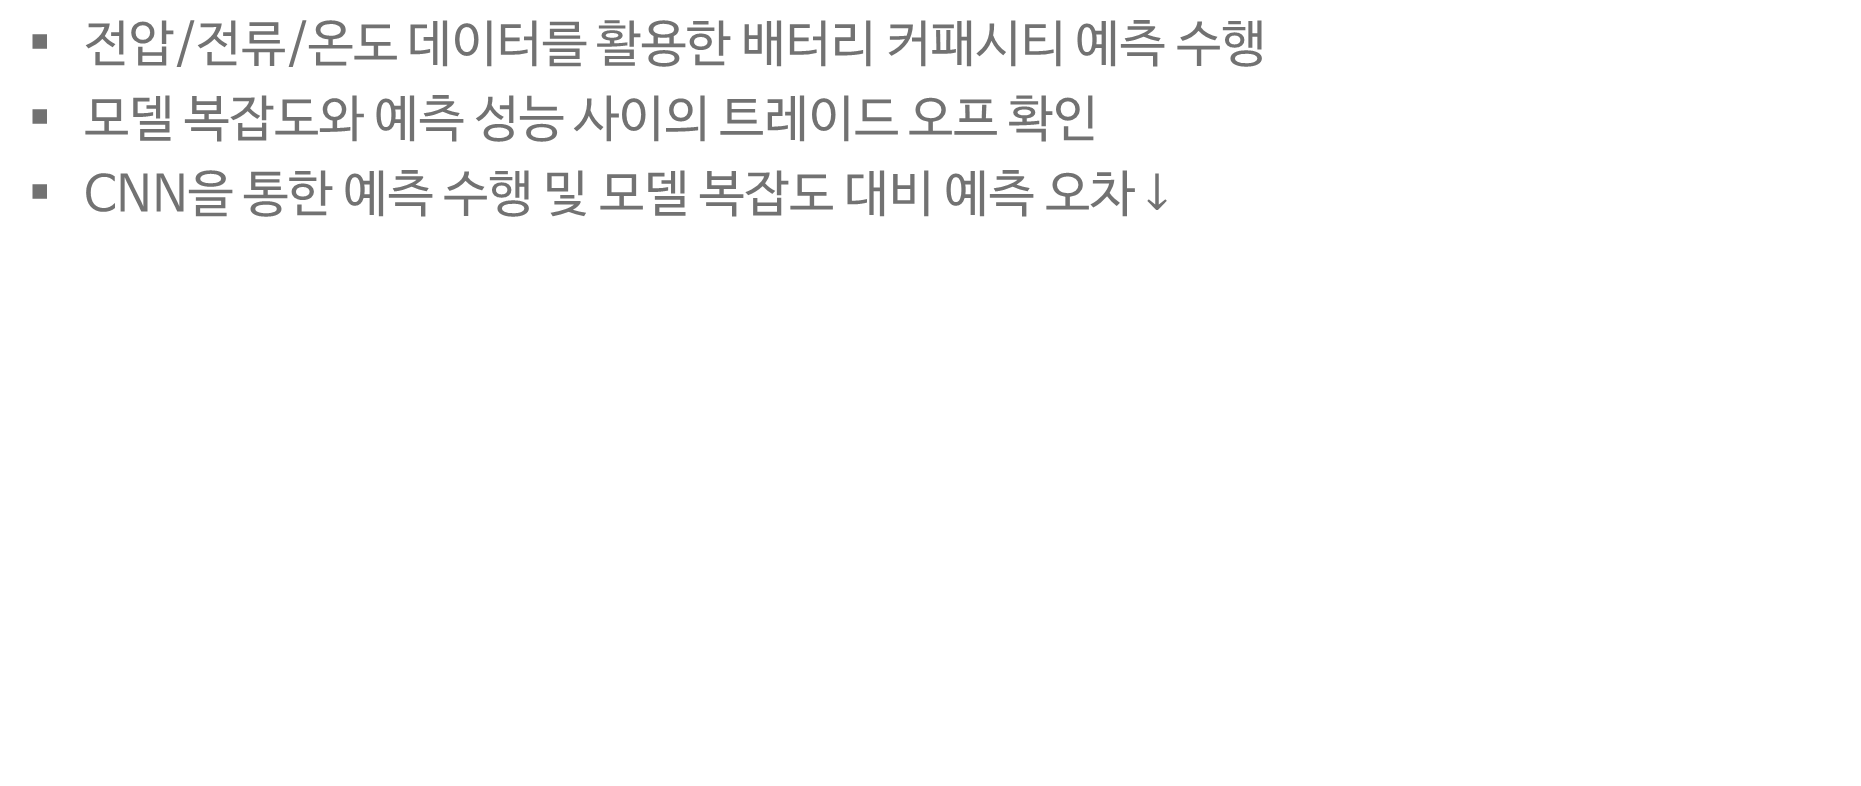 ▪ 전압/전류/온도 데이터를 활용한 배터리 커패시티 예측 수행
▪ 모델 복잡도와 예측 성능 사이의 트레이드 오프 확인
▪ CNN을 통한 예측 수행 및 모델 복잡도 대비 예측 오차↓